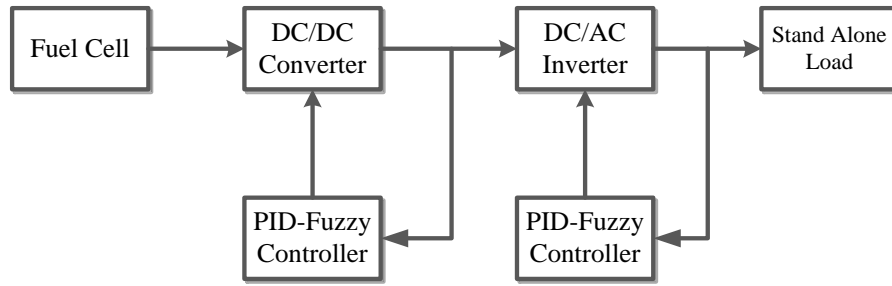 Fuel Cell
DC/DC
Converter
DC/AC
Inverter
Stand Alone
Load
PID-Fuzzy
Controller
PID-Fuzzy
Controller